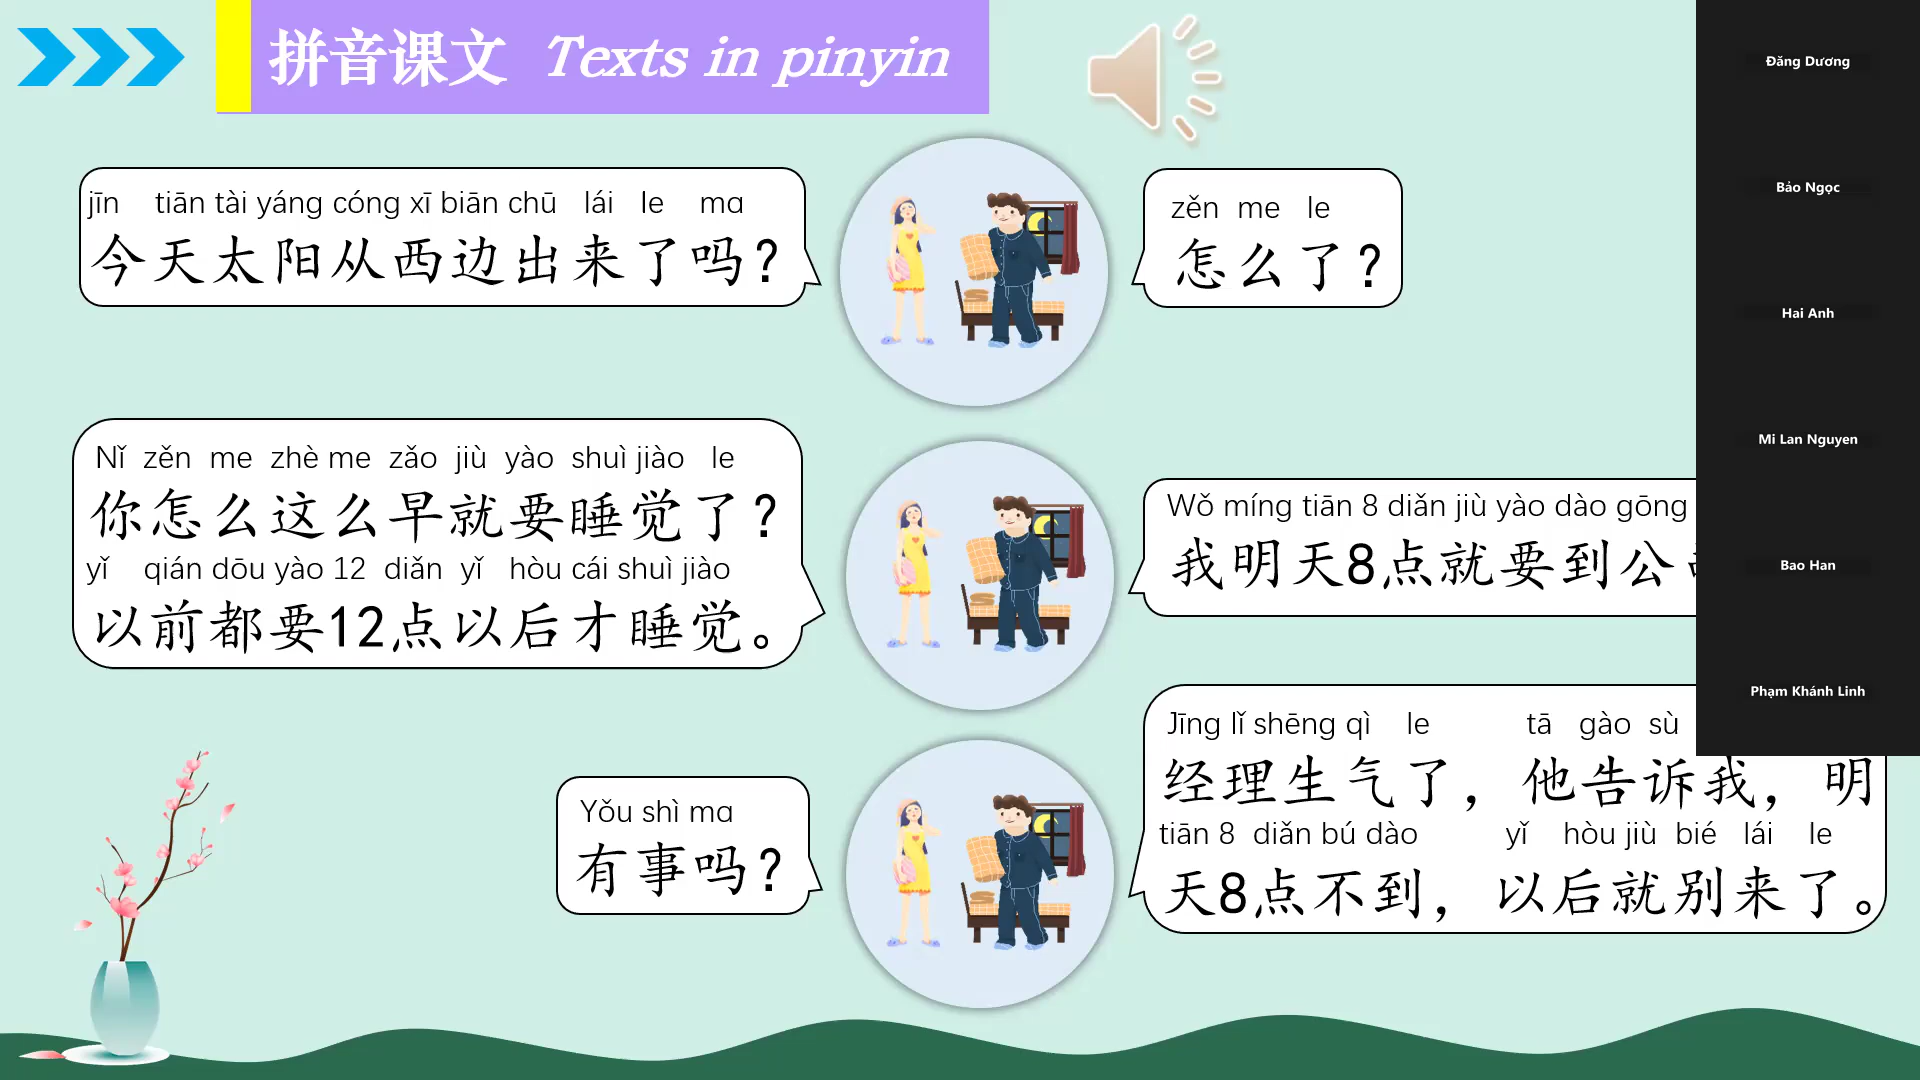 拼音课文 Texts in pinyin
jīn tiān tài yáng cóng xī biān chū lái le ma
今天太阳从西边出来了吗？
zěn me le
怎么了？
Nǐ zěn me zhè me zǎo jiù yào shuì jiào le
你怎么这么早就要睡觉了？
yǐ qián dōu yào 12 diǎn yǐ hòu cái shuì jiào
以前都要12点以后才睡觉。
Wǒ míng tiān 8 diǎn jiù yào dào gōng
我明天8点就要到公
Yǒu shì ma
有事吗？
Jīng lǐ shēng qì le tā gào sù
经理生气了，他告诉我，明
tiān 8 diǎn bú dào yǐ hòu jiù bié lái le
天8点不到，以后就别来了。
Đăng Dương
Bảo Ngọc
Hai Anh
Mi Lan Nguyen
Bao Han
Phạm Khánh Linh